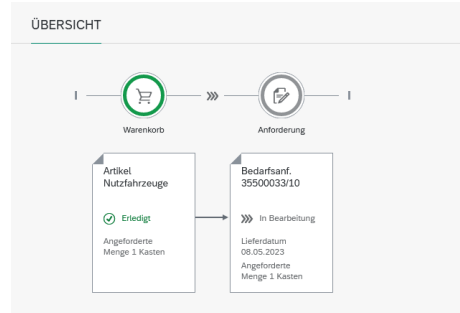 ÜBERSICHT
Warenkorb
Anforderung
Artikel
Nutzfahrzeuge
Erledigt
Angeforderte
Menge 1 Kasten
Bedarfsanf.
35500033/10
In Bearbeitung
Lieferdatum
08.05.2023
Angeforderte
Menge 1 Kasten